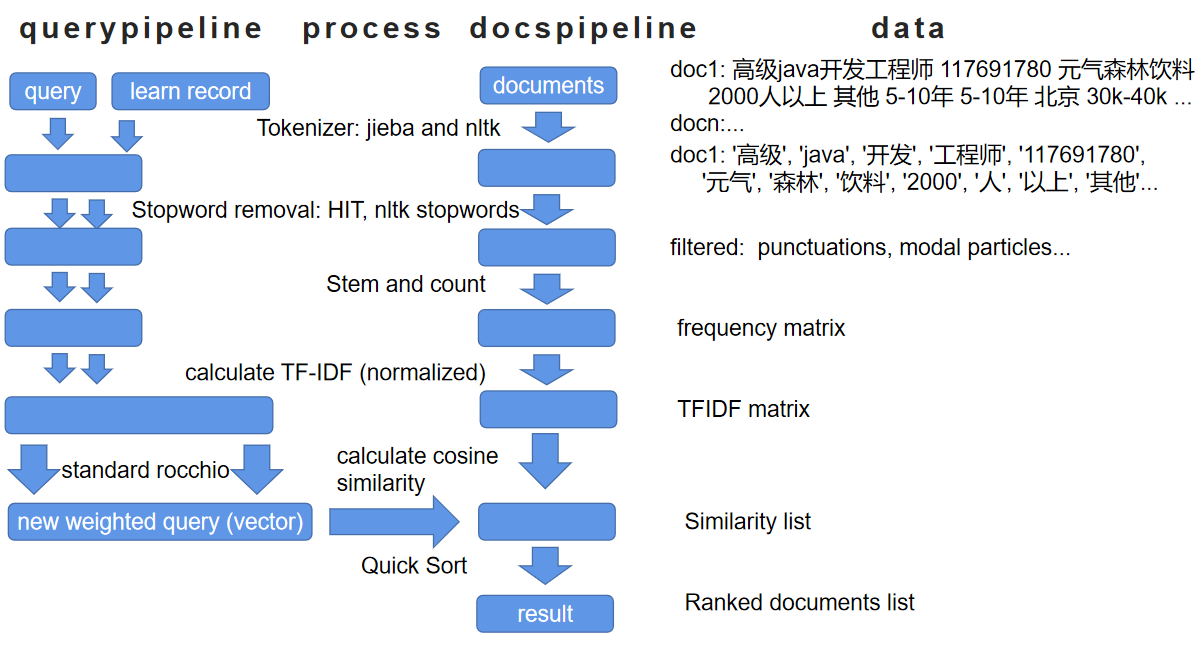 querypipeline process docspipeline data
query learn record documents
doc1: 高级java开发工程师 117691780 元气森林饮料
2000人以上 其他 5-10年 5-10年 北京 30k-40k ...
docn:...
Tokenizer: jieba and nltk
doc1: '高级', 'java', '开发', '工程师', '117691780',
'元气', '森林', '饮料', '2000', '人', '以上', '其他'...
Stopword removal: HIT, nltk stopwords
filtered: punctuations, modal particles...
Stem and count
frequency matrix
calculate TF-IDF (normalized)
TFIDF matrix
standard rocchio
calculate cosine
similarity
new weighted query (vector)
Similarity list
Quick Sort
result
Ranked documents list